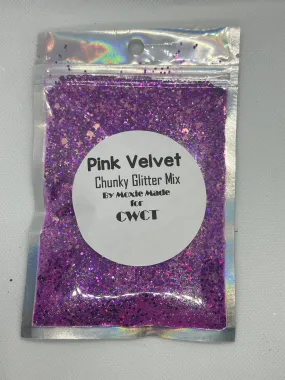 Pink Velvet
Chunky Glitter Mix
By Moxie Made
for
CWCT